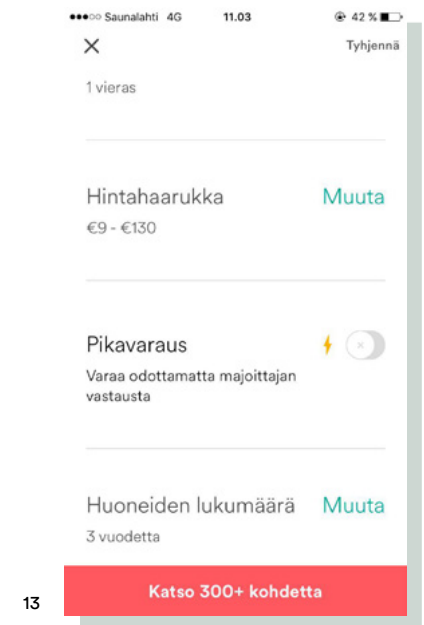 Saunalahti 4G 11.03 42 %
Tyhjennä
1 vieras
Hintahaarukka Muuta
€9 - €130
Pikavaraus
Varaa odottamatta majoittajan
vastausta
Huoneiden lukumäärä Muuta
3 vuodetta
Katso 300+ kohdetta
13